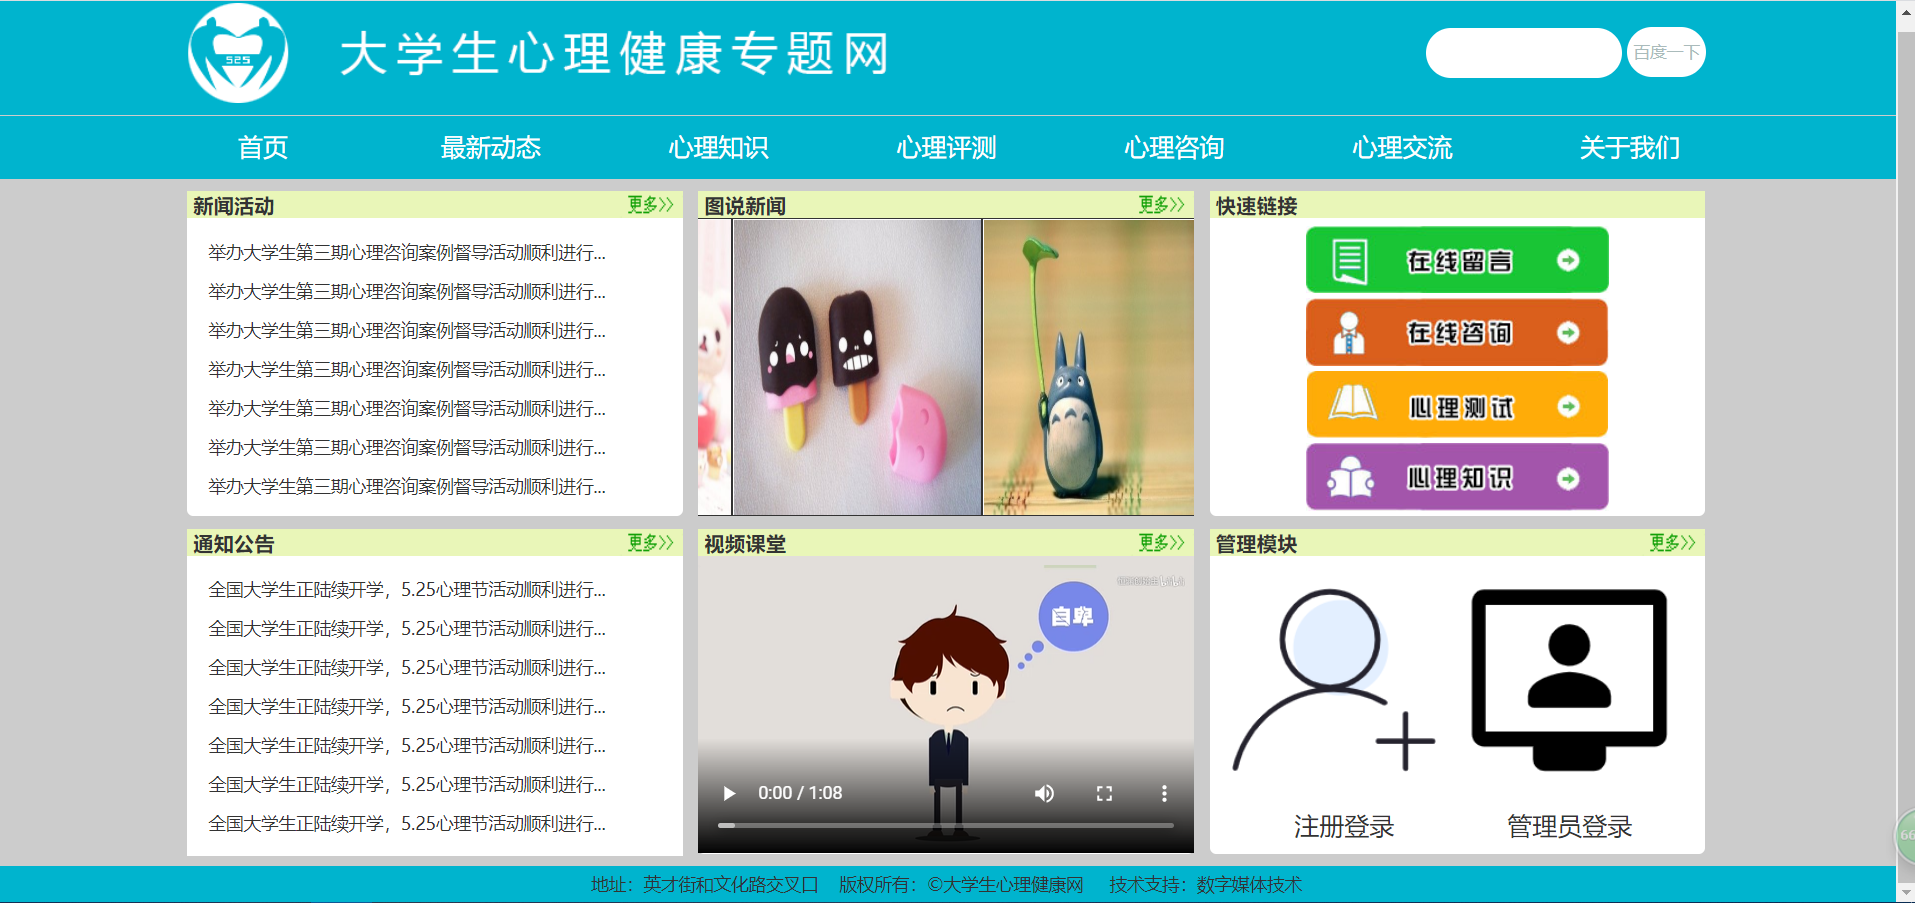 525
大学生心理健康专题网
百度一下
首页 最新动态 心理知识 心理评测 心理咨询 心理交流 关于我们
新闻活动 更多>>
举办大学生第三期心理咨询案例督导活动顺利进行...
举办大学生第三期心理咨询案例督导活动顺利进行...
举办大学生第三期心理咨询案例督导活动顺利进行...
举办大学生第三期心理咨询案例督导活动顺利进行...
举办大学生第三期心理咨询案例督导活动顺利进行...
举办大学生第三期心理咨询案例督导活动顺利进行...
举办大学生第三期心理咨询案例督导活动顺利进行...
图说新闻 更多>>
快速链接
在线留言
在线咨询
心理测试
心理知识
通知公告 更多>>
全国大学生正陆续开学，5.25心理节活动顺利进行...
全国大学生正陆续开学，5.25心理节活动顺利进行...
全国大学生正陆续开学，5.25心理节活动顺利进行...
全国大学生正陆续开学，5.25心理节活动顺利进行...
全国大学生正陆续开学，5.25心理节活动顺利进行...
全国大学生正陆续开学，5.25心理节活动顺利进行...
全国大学生正陆续开学，5.25心理节活动顺利进行...
视频课堂 更多>>
自卑
0:00 / 1:08
管理模块 更多>>
注册登录 管理员登录
66
地址：英才街和文化路交叉口 版权所有：©大学生心理健康网 技术支持：数字媒体技术